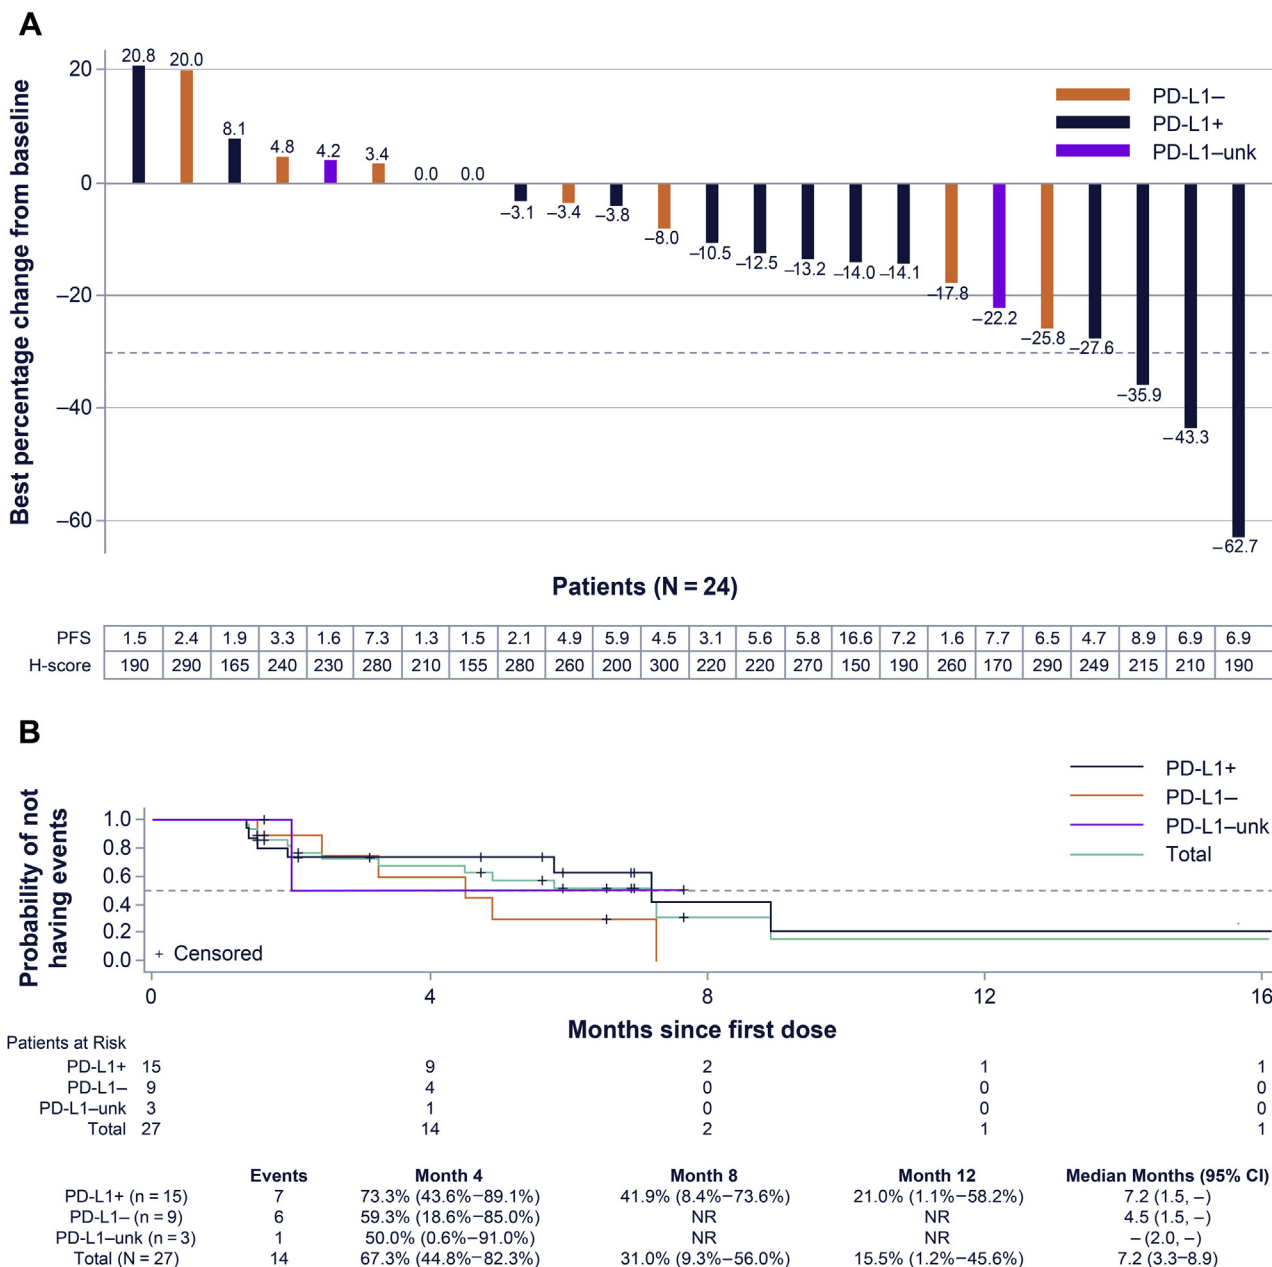 A
Best percentage change from baseline
20
0
–20
–40
–60
20.8
20.0
8.1
4.8
4.2
3.4
0.0
0.0
–3.1
–3.4
–3.8
–8.0
–10.5
–12.5
–13.2
–14.0
–14.1
–17.8
–22.2
–25.8
–27.6
–35.9
–43.3
–62.7
PD-L1–
PD-L1+
PD-L1–unk
Patients (N = 24)
PFS 1.5 2.4 1.9 3.3 1.6 7.3 1.3 1.5 2.1 4.9 5.9 4.5 3.1 5.6 5.8 16.6 7.2 1.6 7.7 6.5 4.7 8.9 6.9 6.9
H-score 190 290 165 240 230 280 210 155 280 260 200 300 220 220 270 150 190 260 170 290 249 215 210 190
B
Probability of not
having events
1.0
0.8
0.6
0.4
0.2
0.0
PD-L1+
PD-L1–
PD-L1–unk
Total
+ Censored
0 4 8 12 16
Months since first dose
Patients at Risk
PD-L1+ 15 9 2 1 1
PD-L1– 9 4 0 0 0
PD-L1–unk 3 1 0 0 0
Total 27 14 2 1 1
Events Month 4 Month 8 Month 12 Median Months (95% CI)
PD-L1+ (n = 15) 7 73.3% (43.6%–89.1%) 41.9% (8.4%–73.6%) 21.0% (1.1%–58.2%) 7.2 (1.5, –)
PD-L1– (n = 9) 6 59.3% (18.6%–85.0%) NR NR 4.5 (1.5, –)
PD-L1–unk (n = 3) 1 50.0% (0.6%–91.0%) NR NR – (2.0, –)
Total (N = 27) 14 67.3% (44.8%–82.3%) 31.0% (9.3%–56.0%) 15.5% (1.2%–45.6%) 7.2 (3.3–8.9)